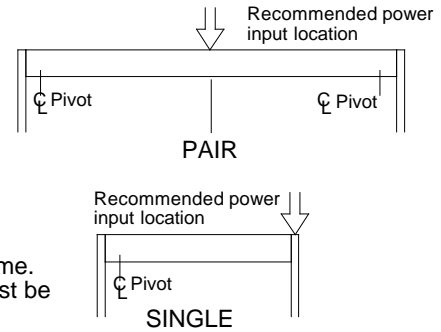 Recommended power
input location
℄ Pivot
℄ Pivot
PAIR
Recommended power
input location
me.
st be
℄ Pivot
SINGLE